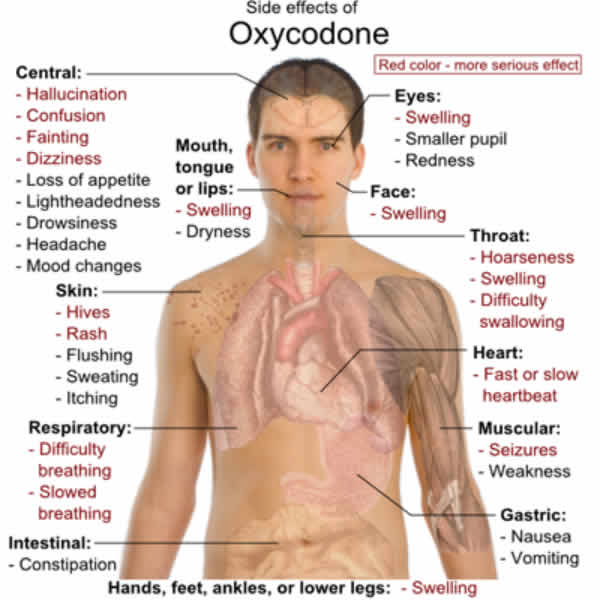 Side effects of
Oxycodone
Red color - more serious effect
Central:
- Hallucination
- Confusion
- Fainting
- Dizziness
- Loss of appetite
- Lightheadedness
- Drowsiness
- Headache
- Mood changes
Eyes:
- Swelling
- Smaller pupil
- Redness
Mouth,
tongue
or lips:
- Swelling
- Dryness
Face:
- Swelling
Throat:
- Hoarseness
- Swelling
- Difficulty
swallowing
Skin:
- Hives
- Rash
- Flushing
- Sweating
- Itching
Heart:
- Fast or slow
heartbeat
Respiratory:
- Difficulty
breathing
- Slowed
breathing
Muscular:
- Seizures
- Weakness
Gastric:
- Nausea
- Vomiting
Intestinal:
- Constipation
Hands, feet, ankles, or lower legs: - Swelling